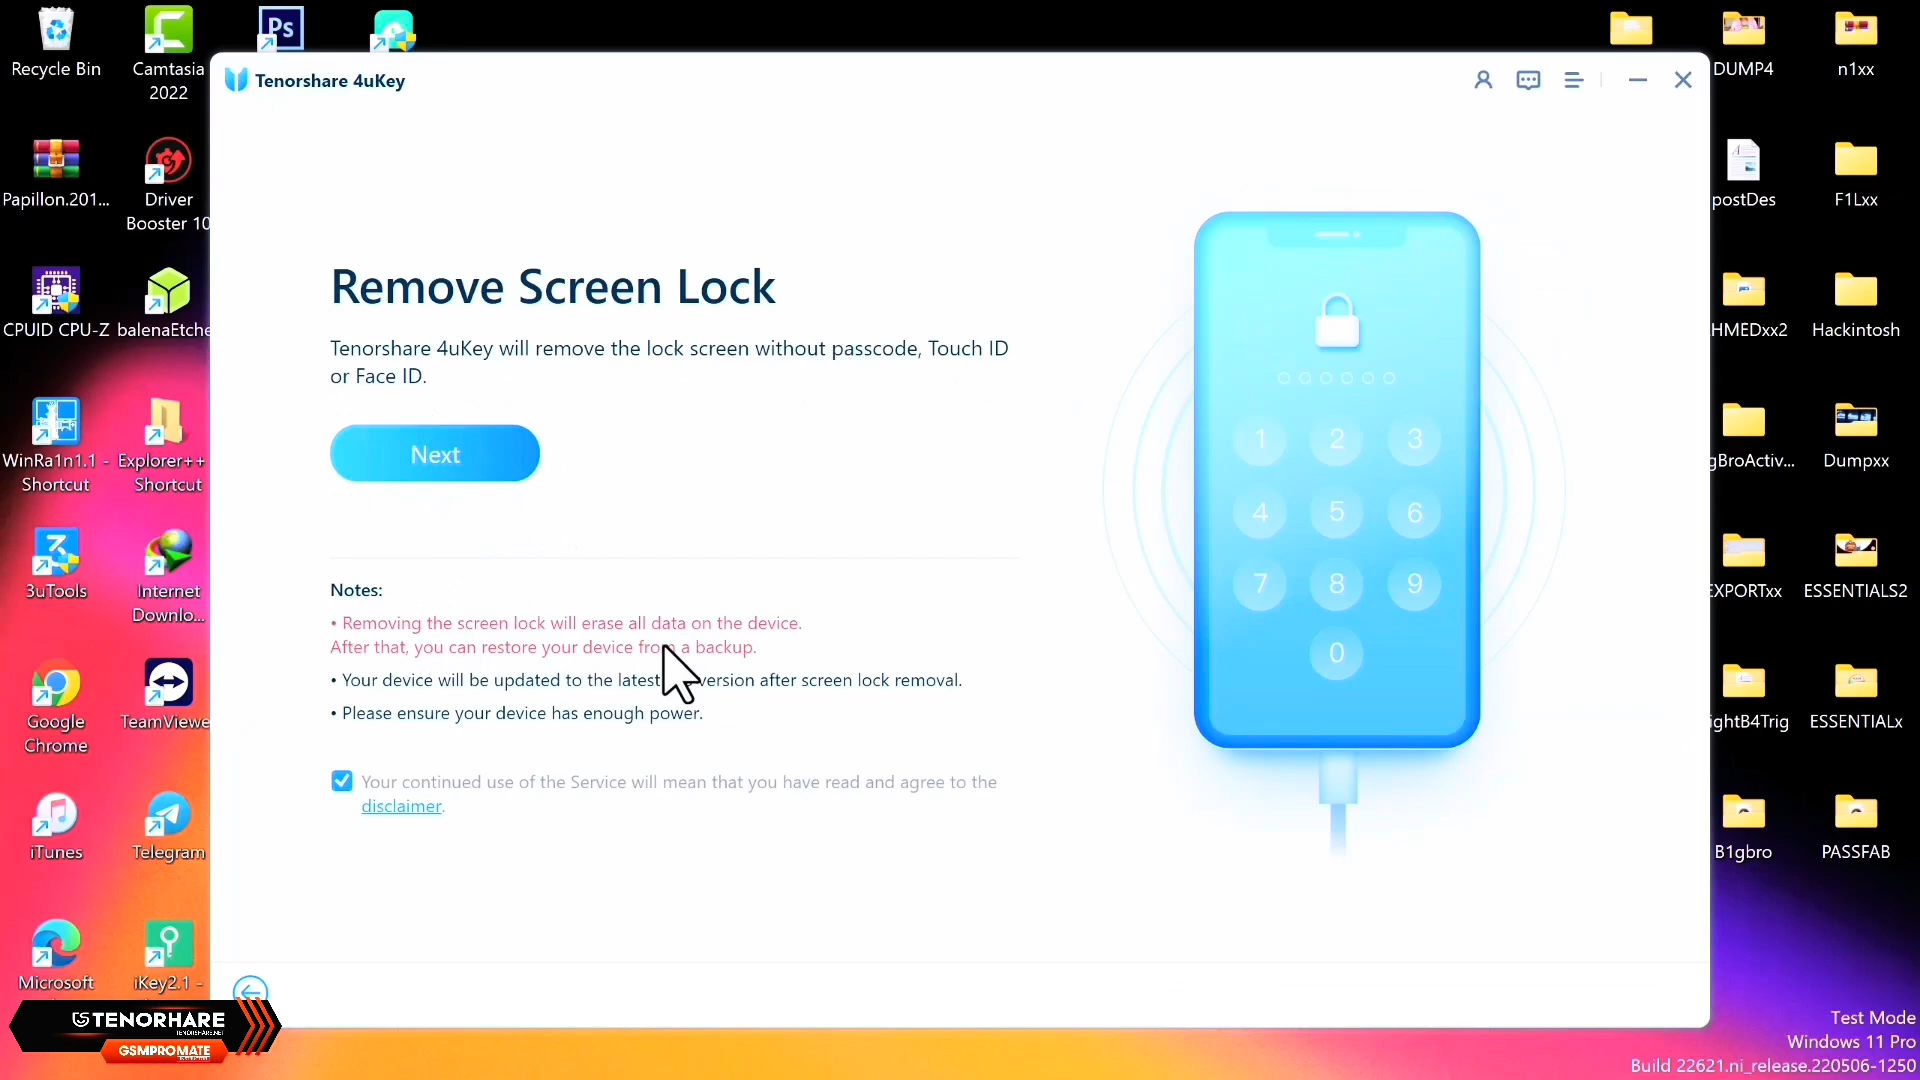 Recycle Bin
Camtasia
2022
Ps
Papillon.201...
Driver
Booster 10
CPUID CPU-Z
balenaEtche
WinRa1n1.1 -
Shortcut
Explorer++
Shortcut
3uTools
Internet
Downlo...
Google
Chrome
TeamViewe
iTunes
Telegram
Microsoft
iKey2.1 -
Tenorshare 4uKey
Remove Screen Lock
Tenorshare 4uKey will remove the lock screen without passcode, Touch ID
or Face ID.
Next
Notes:
• Removing the screen lock will erase all data on the device.
After that, you can restore your device from a backup.
• Your device will be updated to the latest version after screen lock removal.
• Please ensure your device has enough power.
Your continued use of the Service will mean that you have read and agree to the
disclaimer.
1 2 3
4 5 6
7 8 9
0
DUMP4
n1xx
postDes
F1Lxx
HMEDxx2
Hackintosh
gBroActiv...
Dumpxx
EXPORTxx
ESSENTIALS2
ightB4Trig
ESSENTIALx
B1gbro
PASSFAB
TENORHARE
TENORSHARE.NET
GSMPROMATE
Test Mode
Windows 11 Pro
Build 22621.ni_release.220506-1250